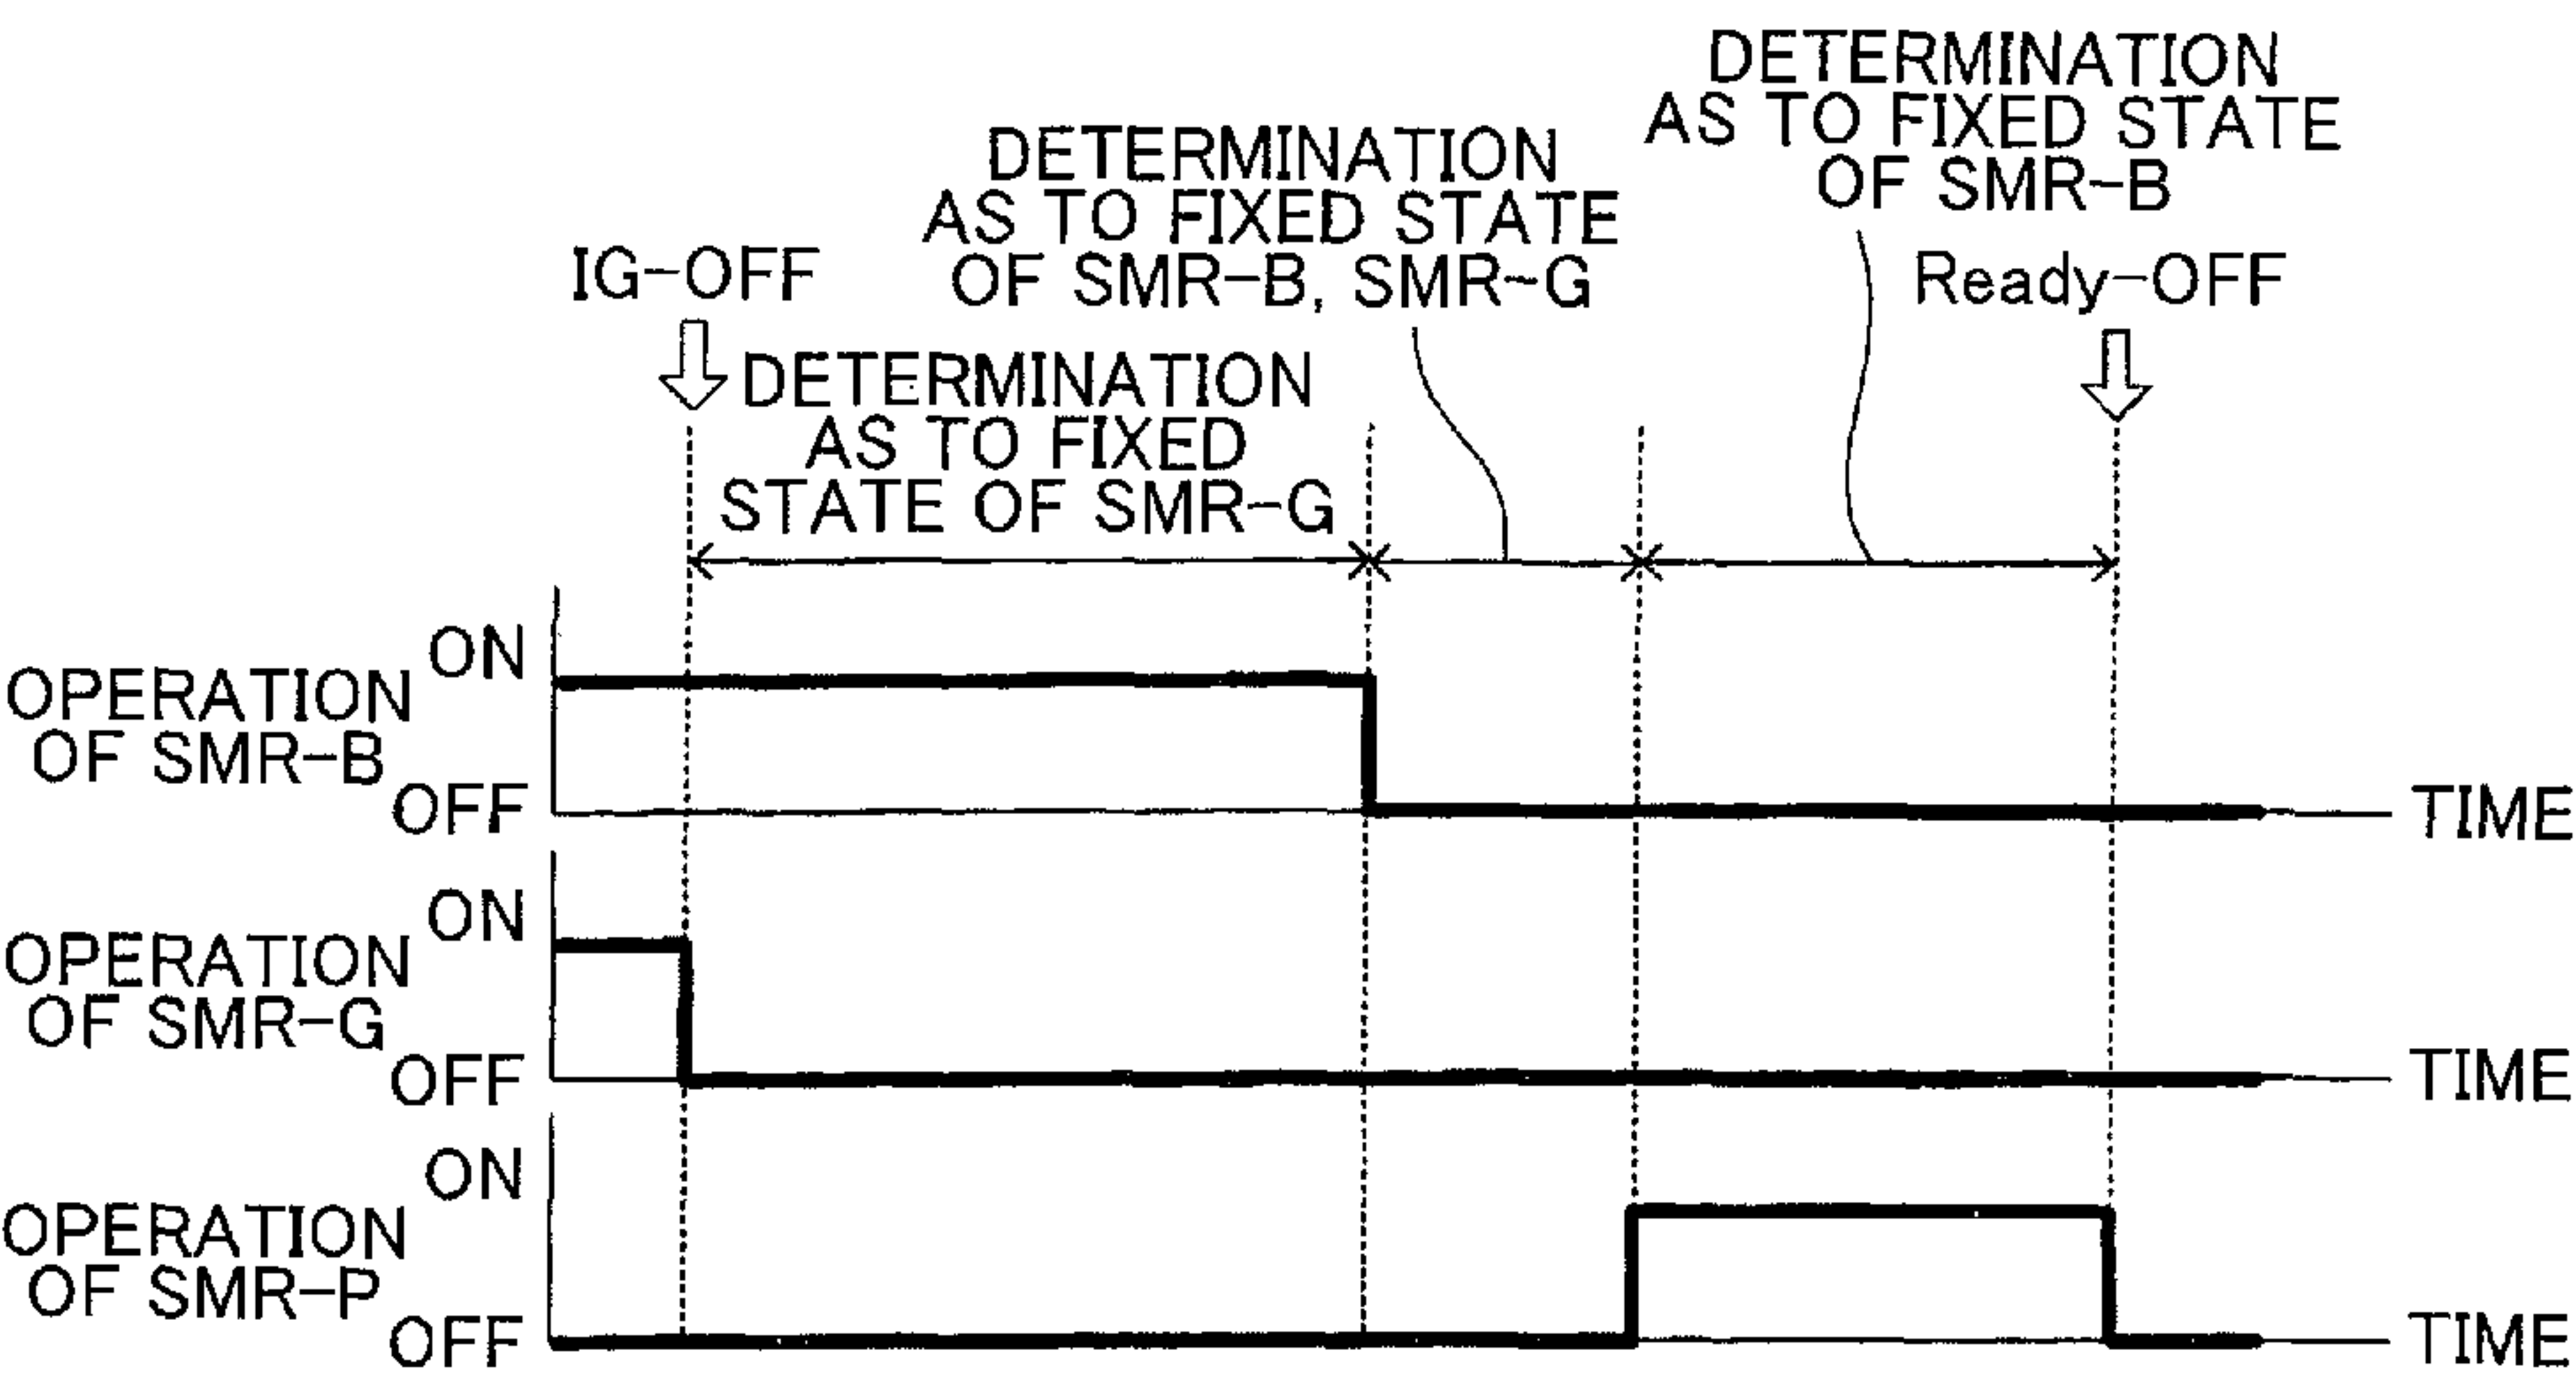 DETERMINATION
AS TO FIXED STATE
OF SMR-B
DETERMINATION
AS TO FIXED STATE
OF SMR-B, SMR-G
IG-OFF
Ready-OFF
DETERMINATION
AS TO FIXED
STATE OF SMR-G
ON
OPERATION
OF SMR-B
OFF
TIME
ON
OPERATION
OF SMR-G
OFF
TIME
ON
OPERATION
OF SMR-P
OFF
TIME